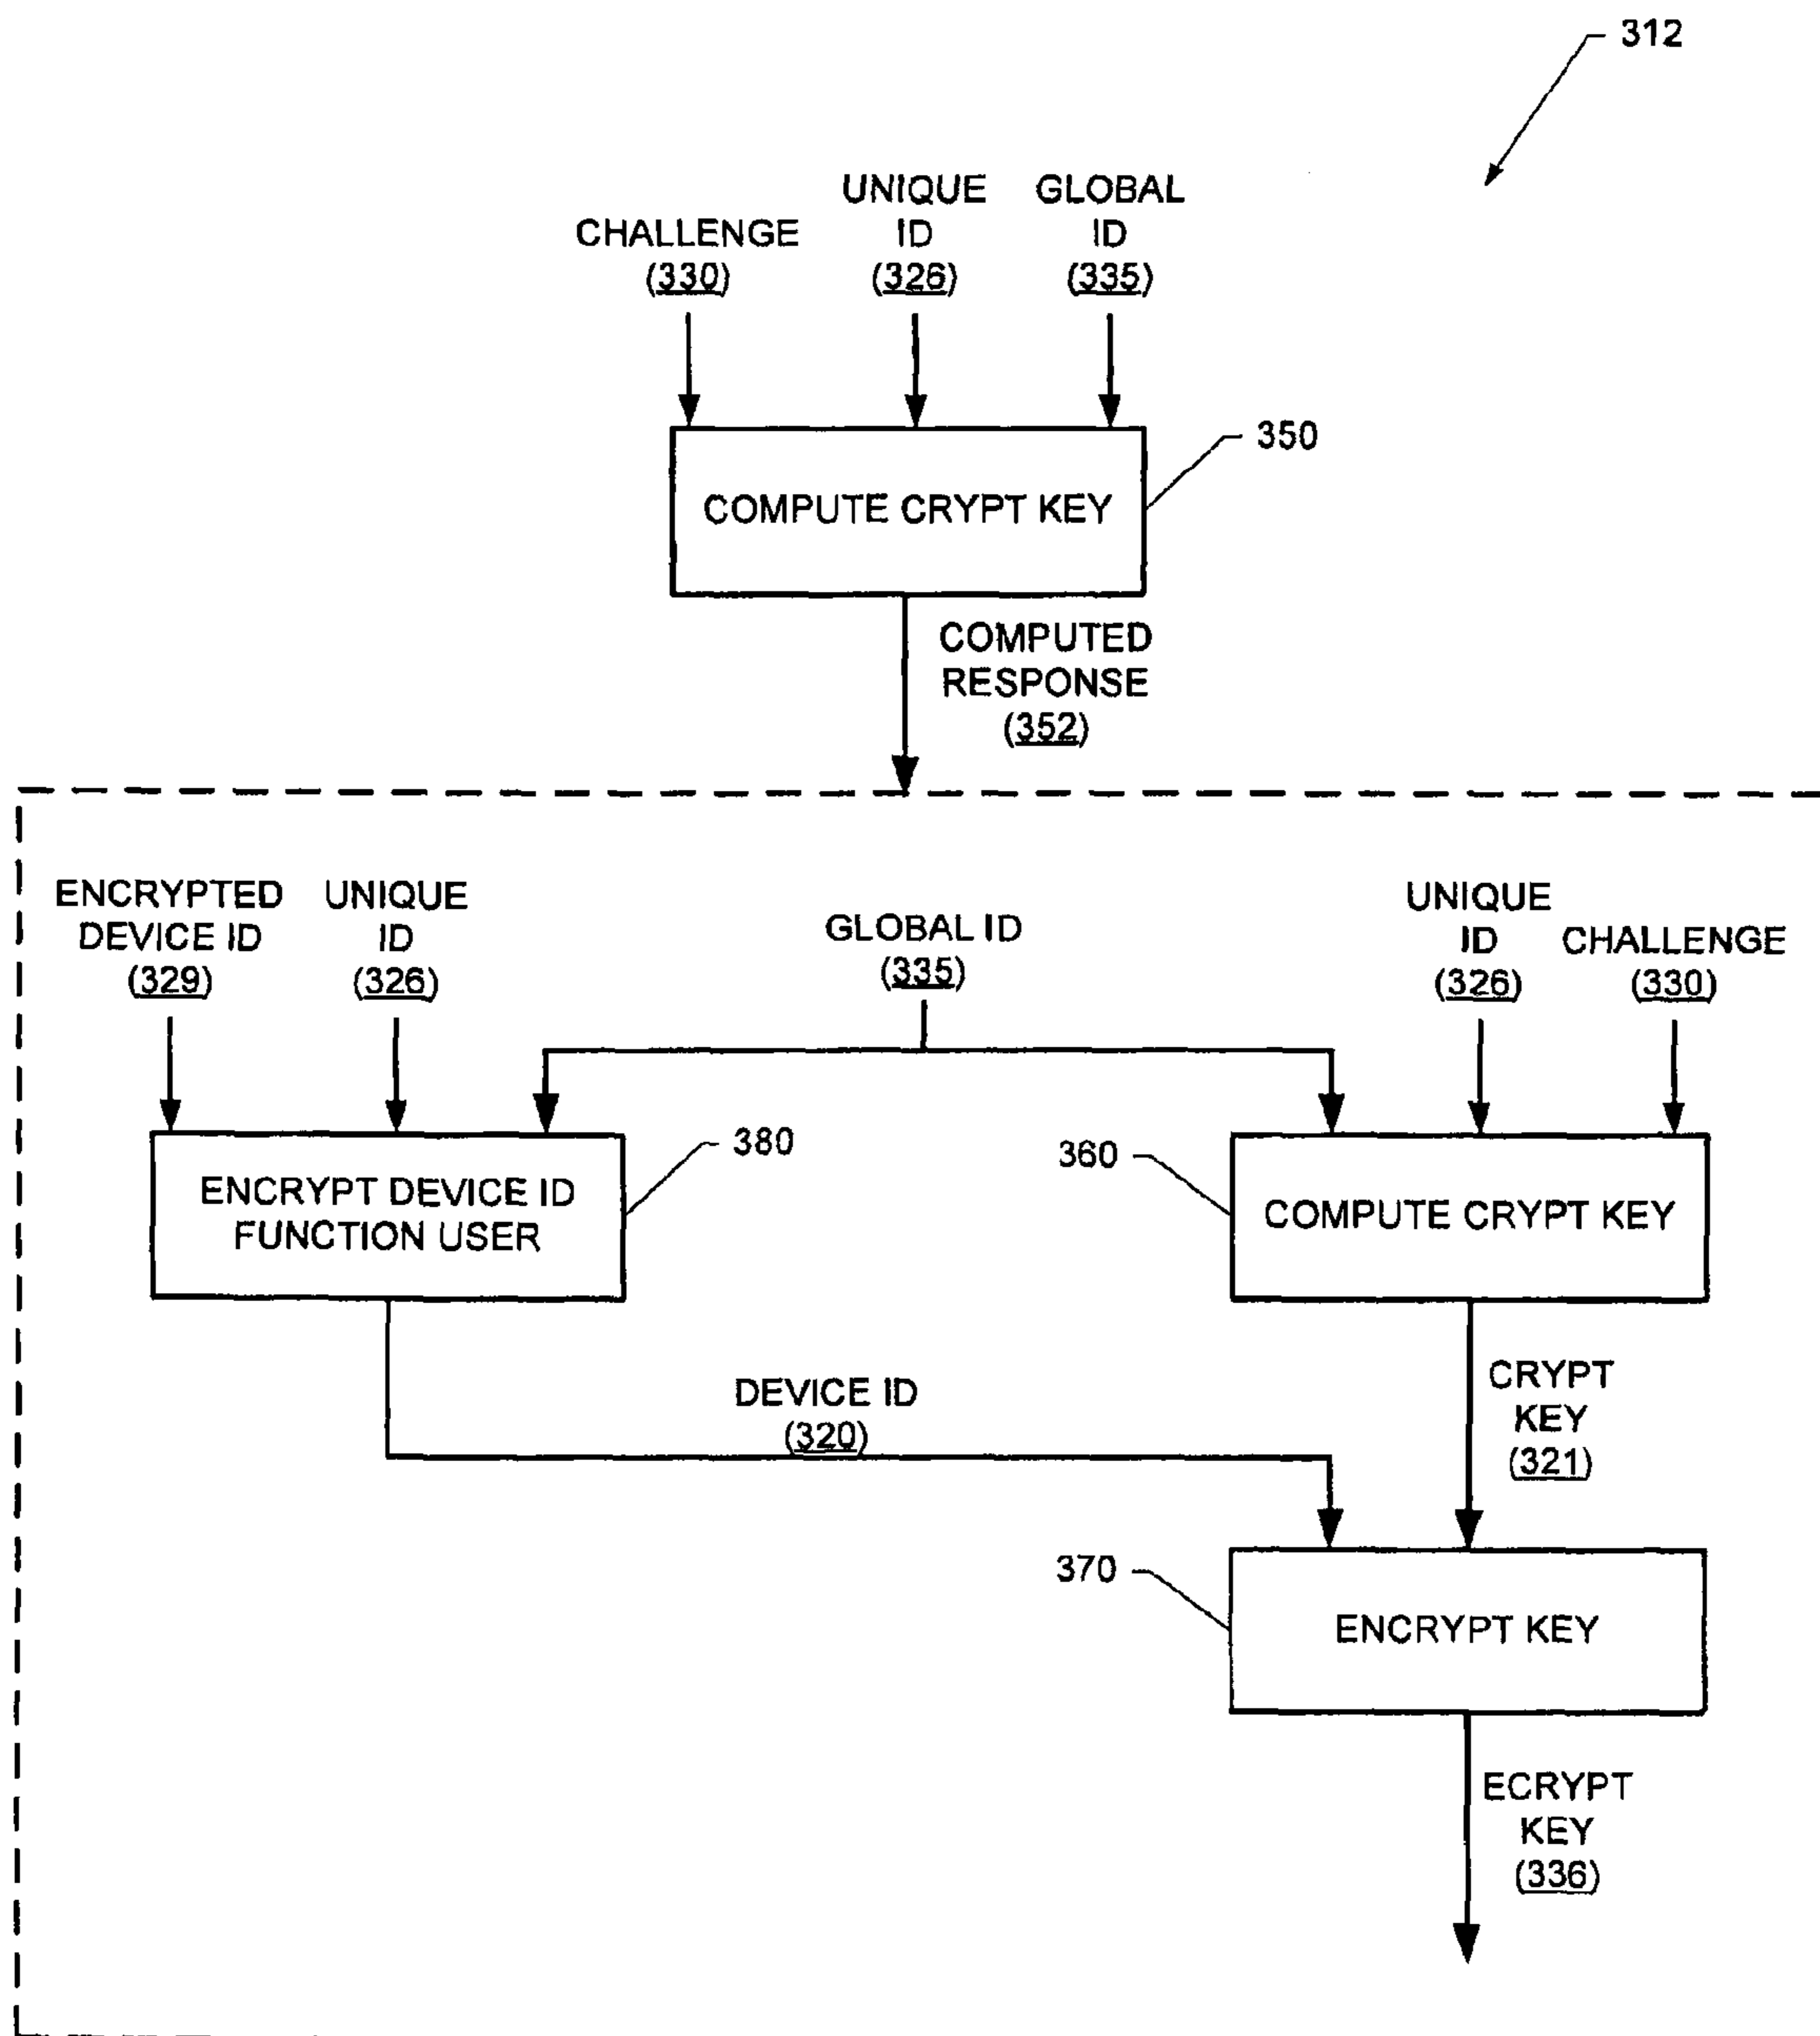 312
CHALLENGE
(330)
UNIQUE
ID
(326)
GLOBAL
ID
(335)
350
COMPUTE CRYPT KEY
COMPUTED
RESPONSE
(352)
ENCRYPTED
DEVICE ID
(329)
UNIQUE
ID
(326)
GLOBAL ID
(335)
UNIQUE
ID
(326)
CHALLENGE
(330)
380
ENCRYPT DEVICE ID
FUNCTION USER
360
COMPUTE CRYPT KEY
DEVICE ID
(320)
CRYPT
KEY
(321)
370
ENCRYPT KEY
ECRYPT
KEY
(336)